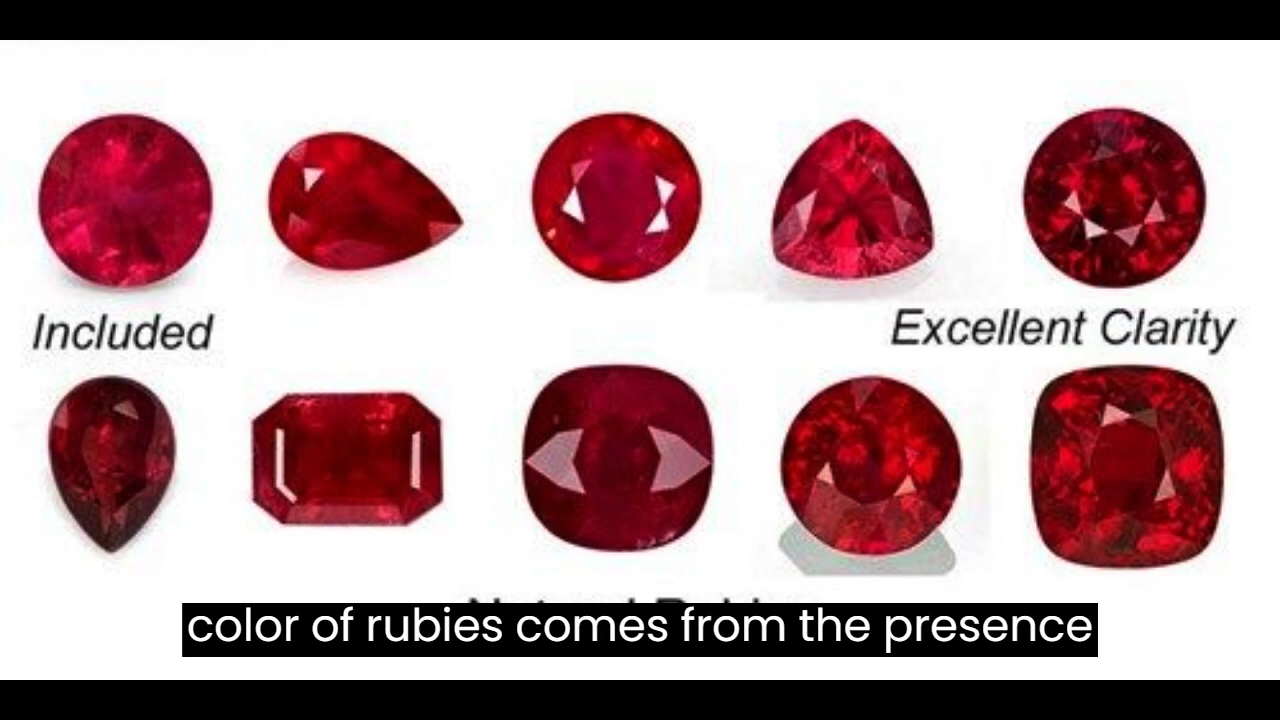 Included
Excellent Clarity
color of rubies comes from the presence